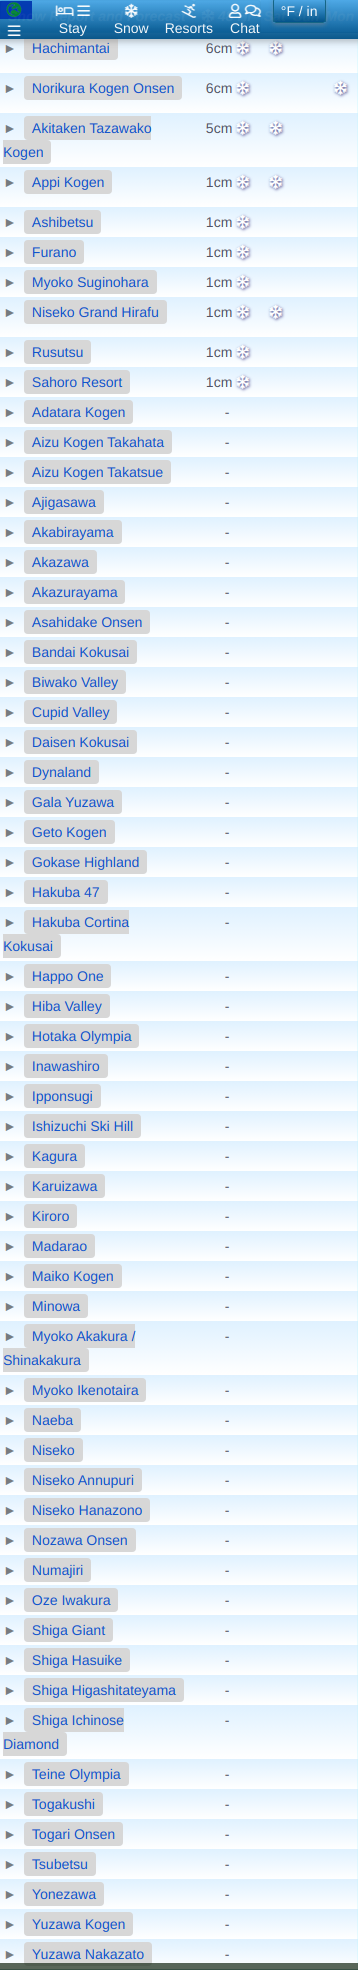 °F / in
Stay Snow Resorts Chat
Hachimantai 6cm
Norikura Kogen Onsen 6cm
Akitaken Tazawako 5cm
Kogen
Appi Kogen 1cm
Ashibetsu 1cm
Furano 1cm
Myoko Suginohara 1cm
Niseko Grand Hirafu 1cm
Rusutsu 1cm
Sahoro Resort 1cm
Adatara Kogen -
Aizu Kogen Takahata -
Aizu Kogen Takatsue -
Ajigasawa -
Akabirayama -
Akazawa -
Akazurayama -
Asahidake Onsen -
Bandai Kokusai -
Biwako Valley -
Cupid Valley -
Daisen Kokusai -
Dynaland -
Gala Yuzawa -
Geto Kogen -
Gokase Highland -
Hakuba 47 -
Hakuba Cortina -
Kokusai
Happo One -
Hiba Valley -
Hotaka Olympia -
Inawashiro -
Ipponsugi -
Ishizuchi Ski Hill -
Kagura -
Karuizawa -
Kiroro -
Madarao -
Maiko Kogen -
Minowa -
Myoko Akakura / -
Shinakakura
Myoko Ikenotaira -
Naeba -
Niseko -
Niseko Annupuri -
Niseko Hanazono -
Nozawa Onsen -
Numajiri -
Oze Iwakura -
Shiga Giant -
Shiga Hasuike -
Shiga Higashitateyama -
Shiga Ichinose -
Diamond
Teine Olympia -
Togakushi -
Togari Onsen -
Tsubetsu -
Yonezawa -
Yuzawa Kogen -
Yuzawa Nakazato -